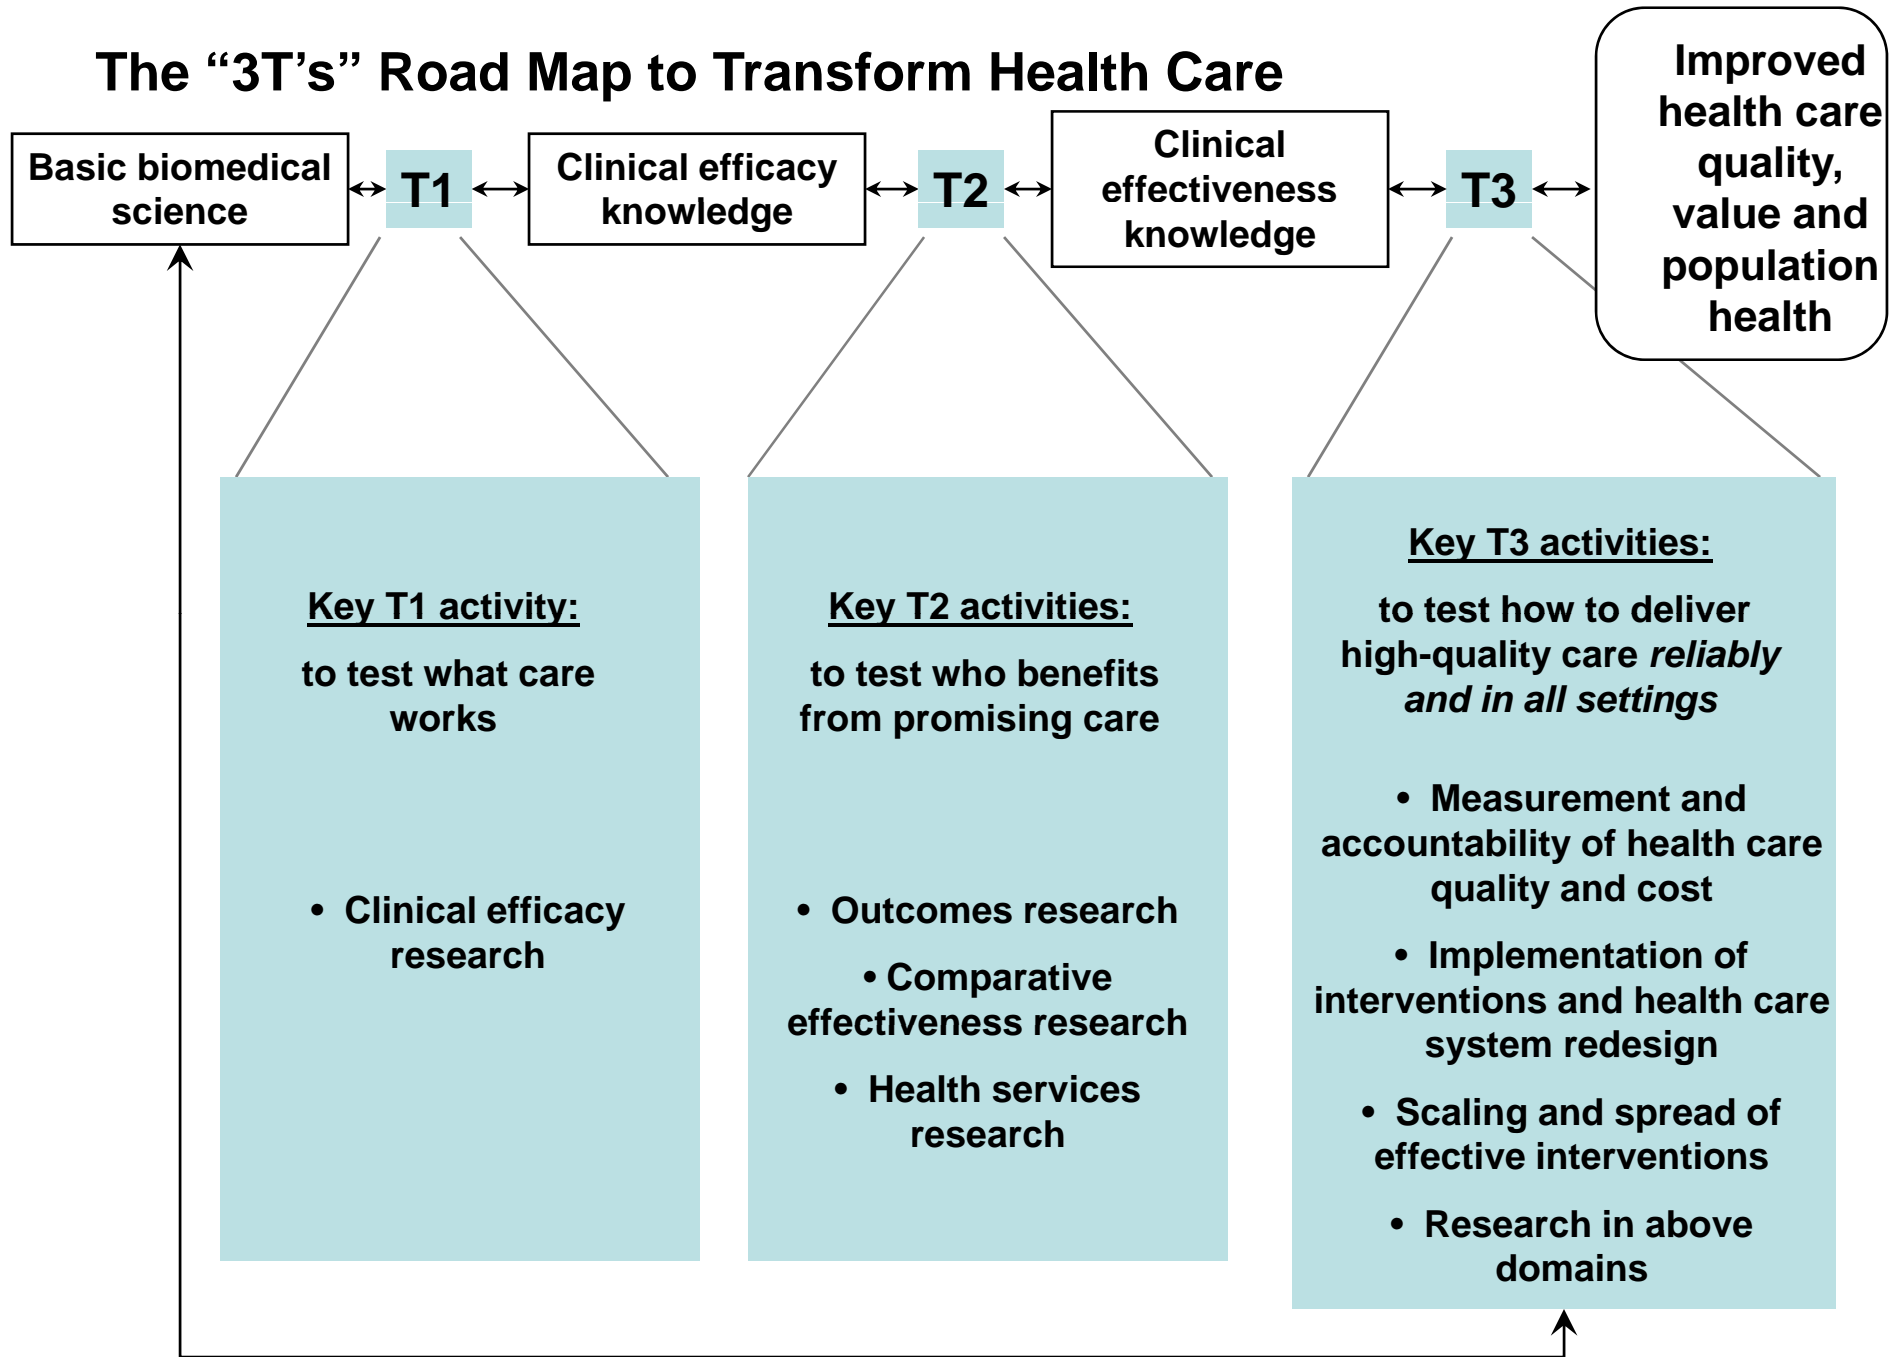 The “3T’s” Road Map to Transform Health Care
Basic biomedical
science
T1
Clinical efficacy
knowledge
T2
Clinical
effectiveness
knowledge
T3
Improved
health care
quality,
value and
population
health
Key T1 activity:
to test what care
works
• Clinical efficacy
research
Key T2 activities:
to test who benefits
from promising care
• Outcomes research
• Comparative
effectiveness research
• Health services
research
Key T3 activities:
to test how to deliver
high-quality care reliably
and in all settings
• Measurement and
accountability of health care
quality and cost
• Implementation of
interventions and health care
system redesign
• Scaling and spread of
effective interventions
• Research in above
domains